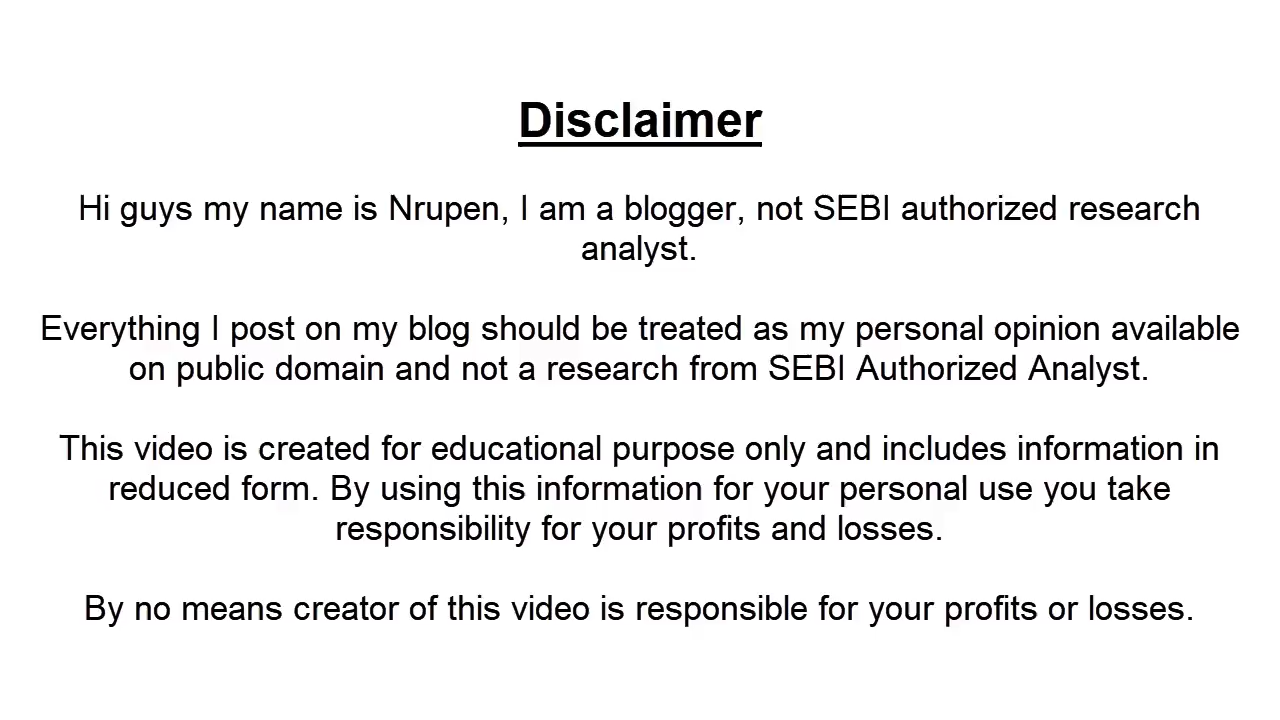 Disclaimer
Hi guys my name is Nrupen, I am a blogger, not SEBI authorized research
analyst.
Everything I post on my blog should be treated as my personal opinion available
on public domain and not a research from SEBI Authorized Analyst.
This video is created for educational purpose only and includes information in
reduced form. By using this information for your personal use you take
responsibility for your profits and losses.
By no means creator of this video is responsible for your profits or losses.